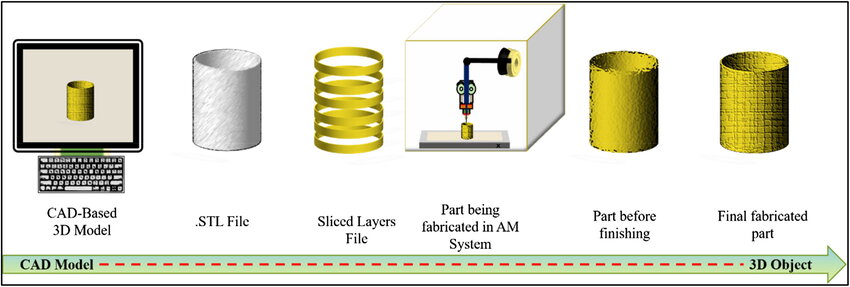 CAD-Based
3D Model
.STL File
Sliced Layers
File
Part being
fabricated in AM
System
Part before
finishing
Final fabricated
part
X
CAD Model
3D Object